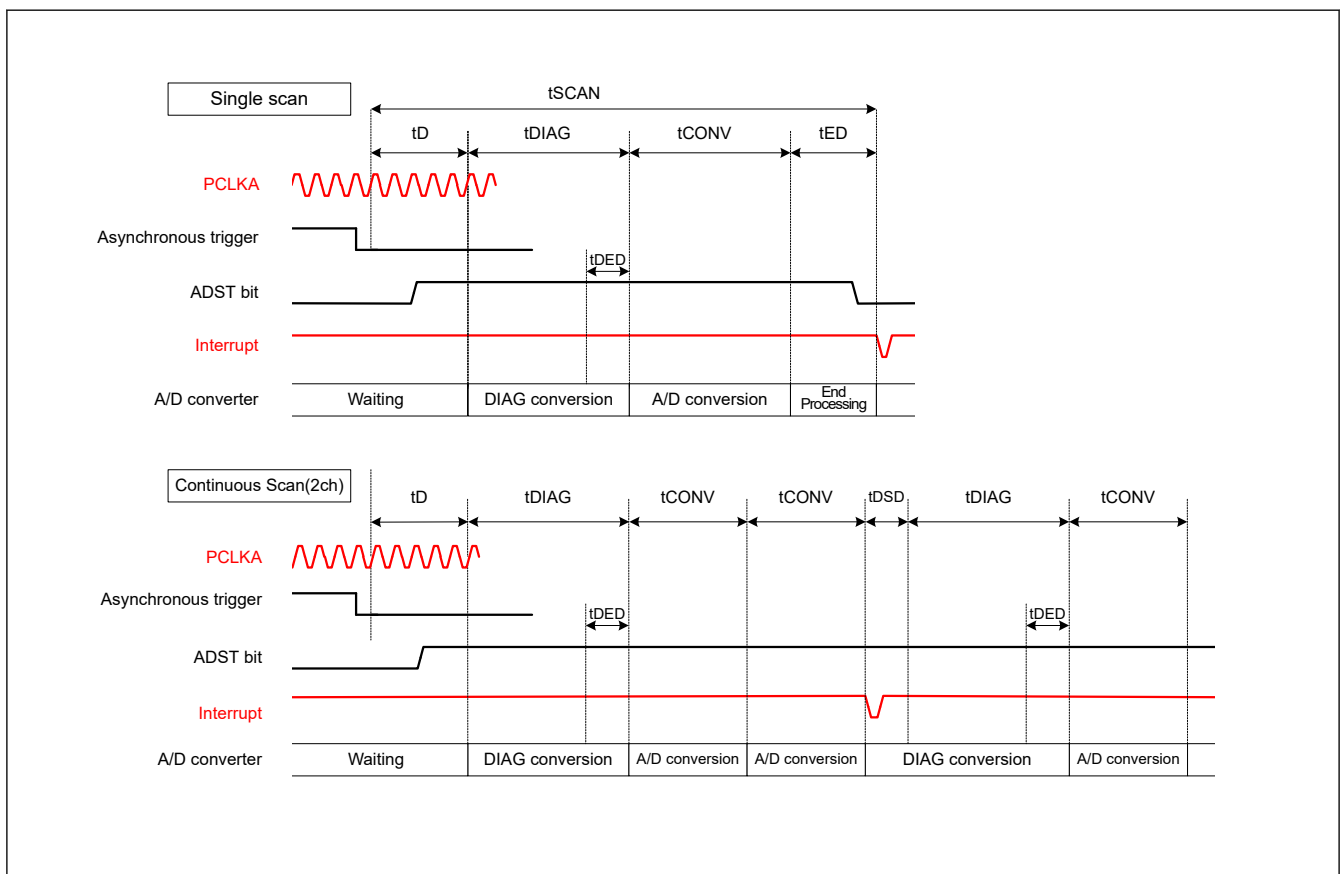 Single scan
tSCAN
tD tDIAG tCONV tED
PCLKA
Asynchronous trigger
tDED
ADST bit
Interrupt
A/D converter Waiting DIAG conversion A/D conversion End
Processing
Continuous Scan(2ch)
tD tDIAG tCONV tCONV tDSD tDIAG tCONV
PCLKA
Asynchronous trigger
tDED tDED
ADST bit
Interrupt
A/D converter Waiting DIAG conversion A/D conversion A/D conversion DIAG conversion A/D conversion